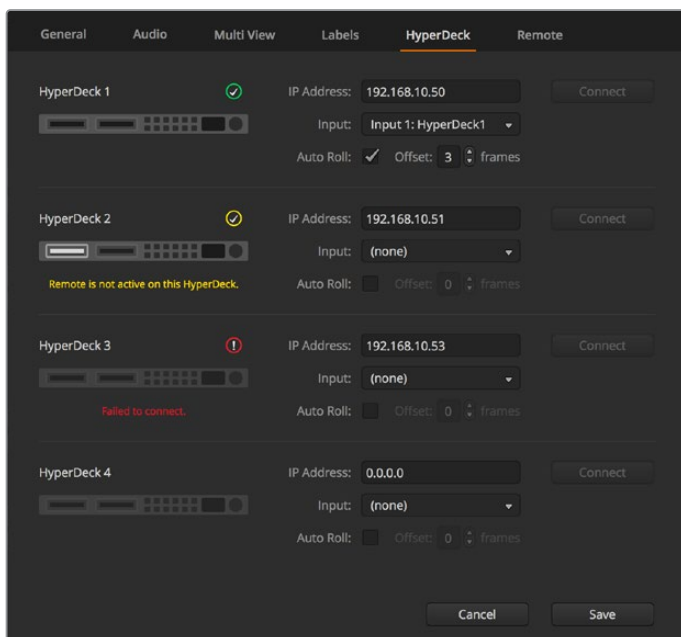 General Audio Multi View Labels HyperDeck Remote
HyperDeck 1 IP Address: 192.168.10.50 Connect
Input: Input 1: HyperDeck1
Auto Roll: Offset: 3 frames
HyperDeck 2 IP Address: 192.168.10.51 Connect
Input: (none)
Remote is not active on this HyperDeck. Auto Roll: Offset: 0 frames
HyperDeck 3 IP Address: 192.168.10.53 Connect
Input: (none)
Failed to connect. Auto Roll: Offset: 0 frames
HyperDeck 4 IP Address: 0.0.0.0 Connect
Input: (none)
Auto Roll: Offset: 0 frames
Cancel Save